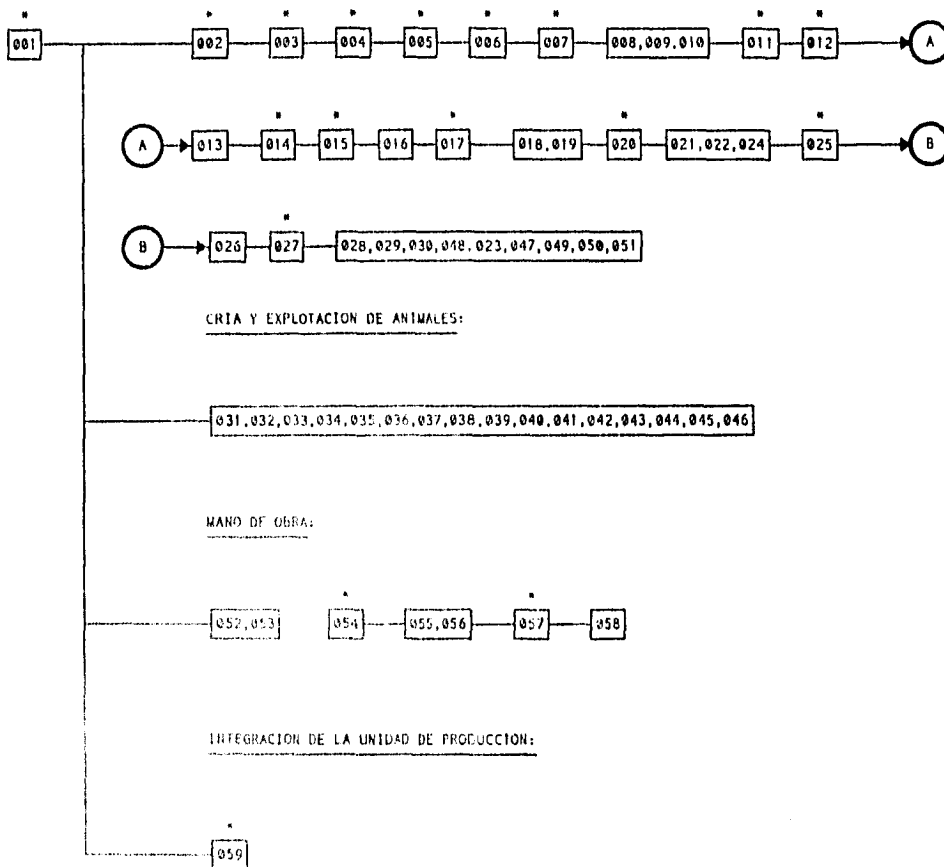 * * * * * * * * *
001 002 003 004 005 006 007 008,009,010 011 012 A
* * * * *
A 013 014 015 016 017 018,019 020 021,022,024 025 B
*
B 026 027 028,029,030,048,023,047,049,050,051
CRIA Y EXPLOTACION DE ANIMALES:
031,032,033,034,035,036,037,038,039,040,041,042,043,044,045,046
MANO DE OBRA:
* *
052,053 054 055,056 057 058
INTEGRACION DE LA UNIDAD DE PRODUCCION:
*
059